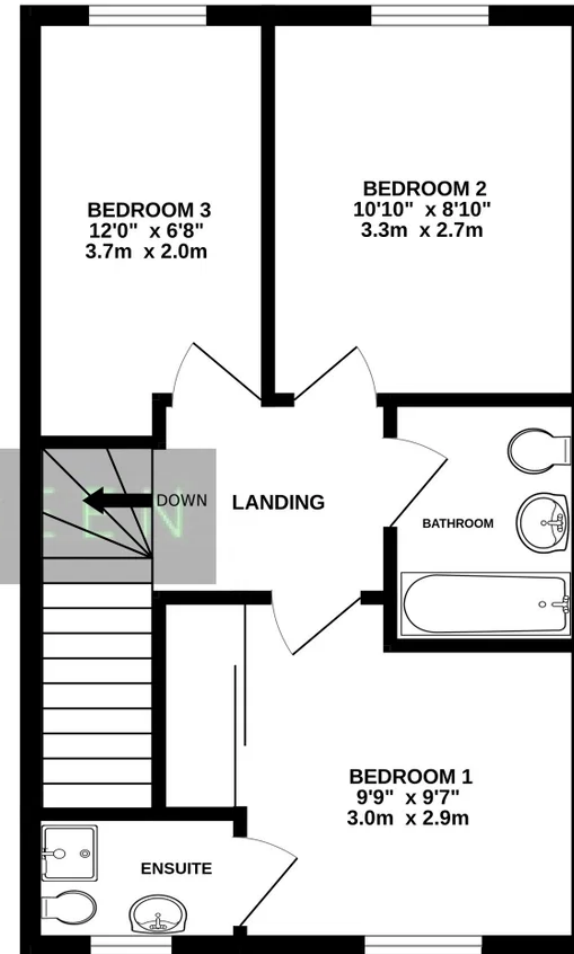 BEDROOM 3
12'0" x 6'8"
3.7m x 2.0m
BEDROOM 2
10'10" x 8'10"
3.3m x 2.7m
DOWN
LANDING
BATHROOM
BEDROOM 1
9'9" x 9'7"
3.0m x 2.9m
ENSUITE